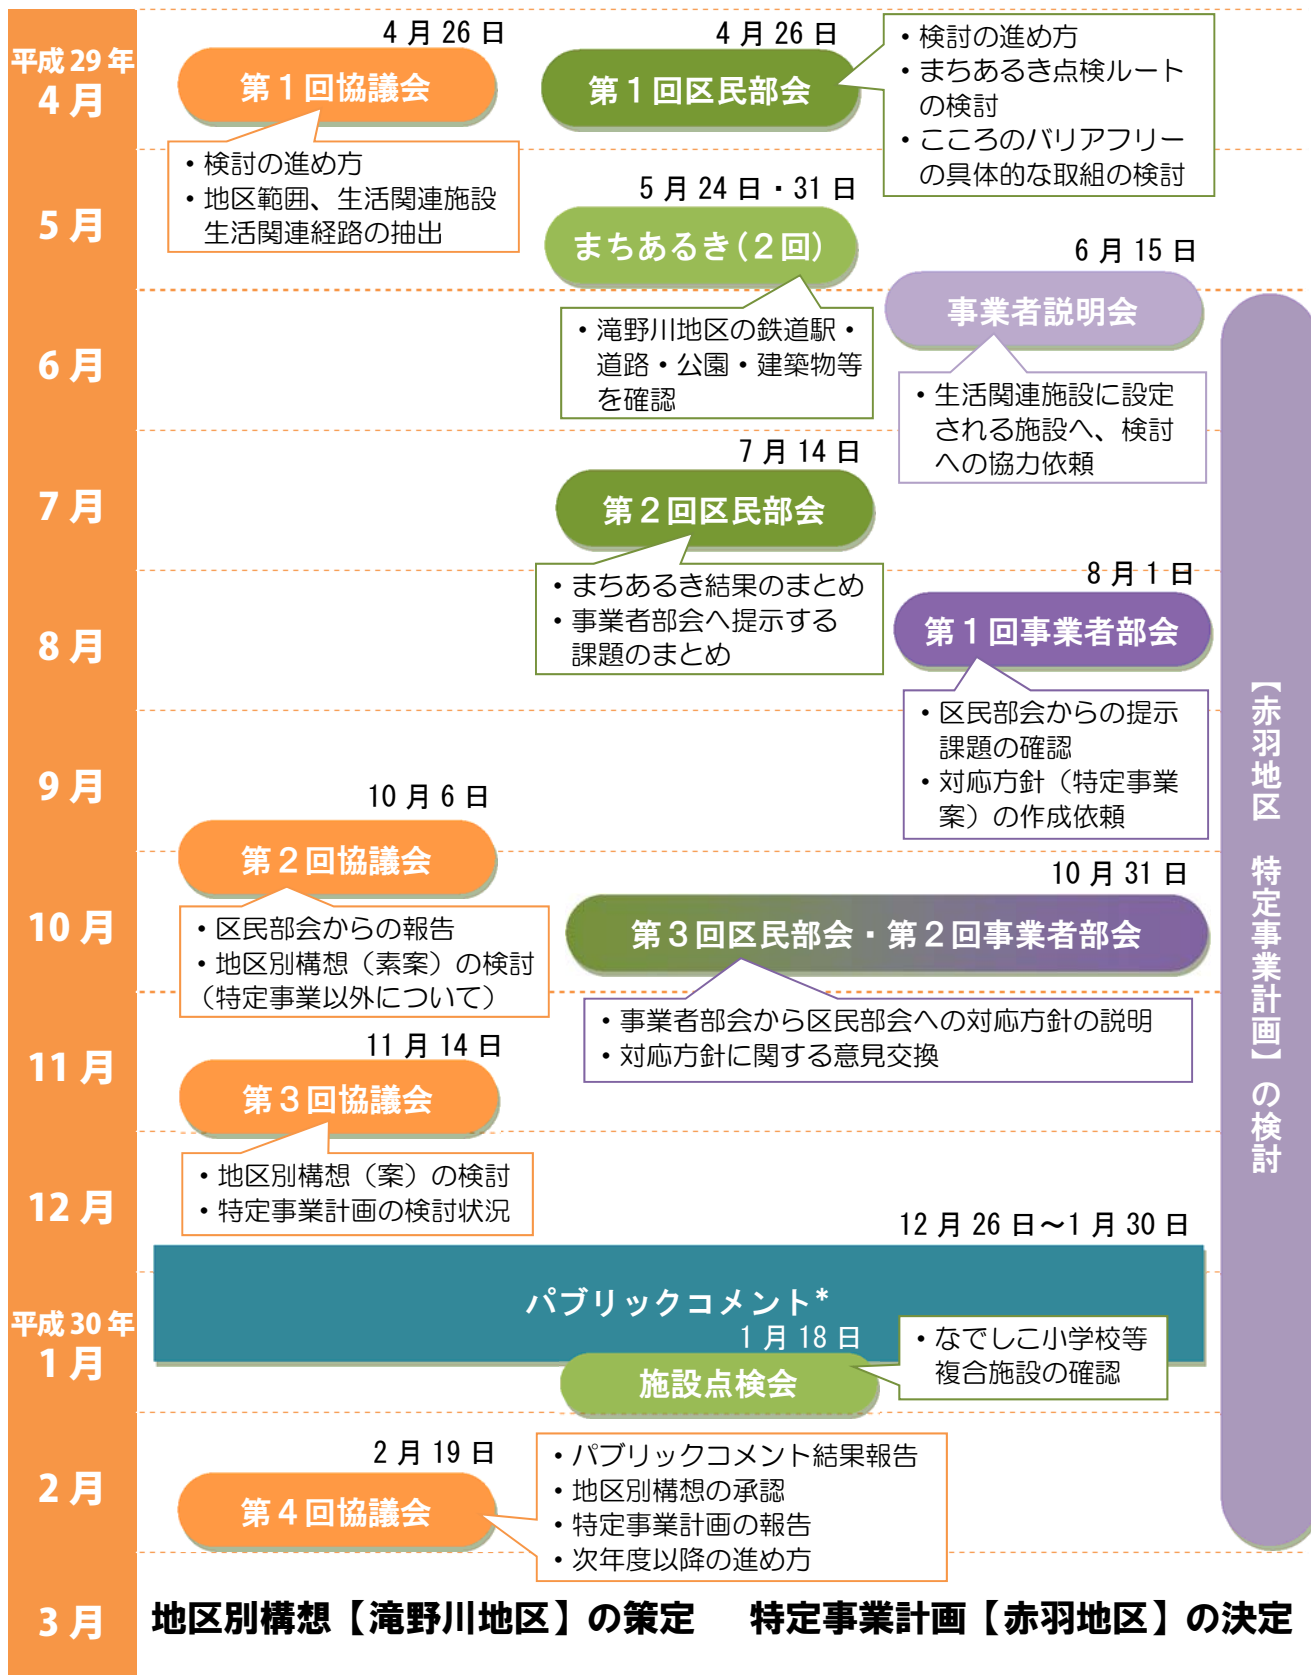 平成29年
4月
4月26日
第1回協議会
・検討の進め方
・地区範囲、生活関連施設
生活関連経路の抽出
4月26日
第1回区民部会
・検討の進め方
・まちあるき点検ルート
の検討
・こころのバリアフリー
の具体的な取組の検討
5月
5月24日・31日
まちあるき(2回)
・滝野川地区の鉄道駅・
道路・公園・建築物等
を確認
6月
6月15日
事業者説明会
・生活関連施設に設定
される施設へ、検討
への協力依頼
7月
7月14日
第2回区民部会
・まちあるき結果のまとめ
・事業者部会へ提示する
課題のまとめ
8月
8月1日
第1回事業者部会
・区民部会からの提示
課題の確認
・対応方針（特定事業
案）の作成依頼
9月
10月6日
第2回協議会
・区民部会からの報告
・地区別構想（素案）の検討
（特定事業以外について）
10月
10月31日
第3回区民部会・第2回事業者部会
・事業者部会から区民部会への対応方針の説明
・対応方針に関する意見交換
11月
11月14日
第3回協議会
・地区別構想（案）の検討
・特定事業計画の検討状況
12月
12月26日～1月30日
パブリックコメント*
平成30年
1月
1月18日
施設点検会
・なでしこ小学校等
複合施設の確認
2月
2月19日
第4回協議会
・パブリックコメント結果報告
・地区別構想の承認
・特定事業計画の報告
・次年度以降の進め方
【赤羽地区　特定事業計画】の検討
3月
地区別構想【滝野川地区】の策定
特定事業計画【赤羽地区】の決定